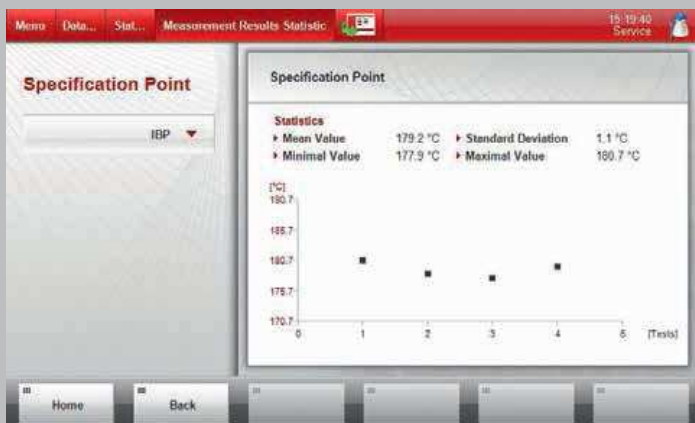 Menu Data... Stat... Measurement Results Statistic 15:19:40
Service
Specification Point
IBP
Specification Point
Statistics
Mean Value 179.2 °C Standard Deviation 1.1 °C
Minimal Value 177.9 °C Maximal Value 180.7 °C
[°C]
190.7
185.7
180.7
175.7
170.7
0 1 2 3 4 5 [Tests]
Home Back